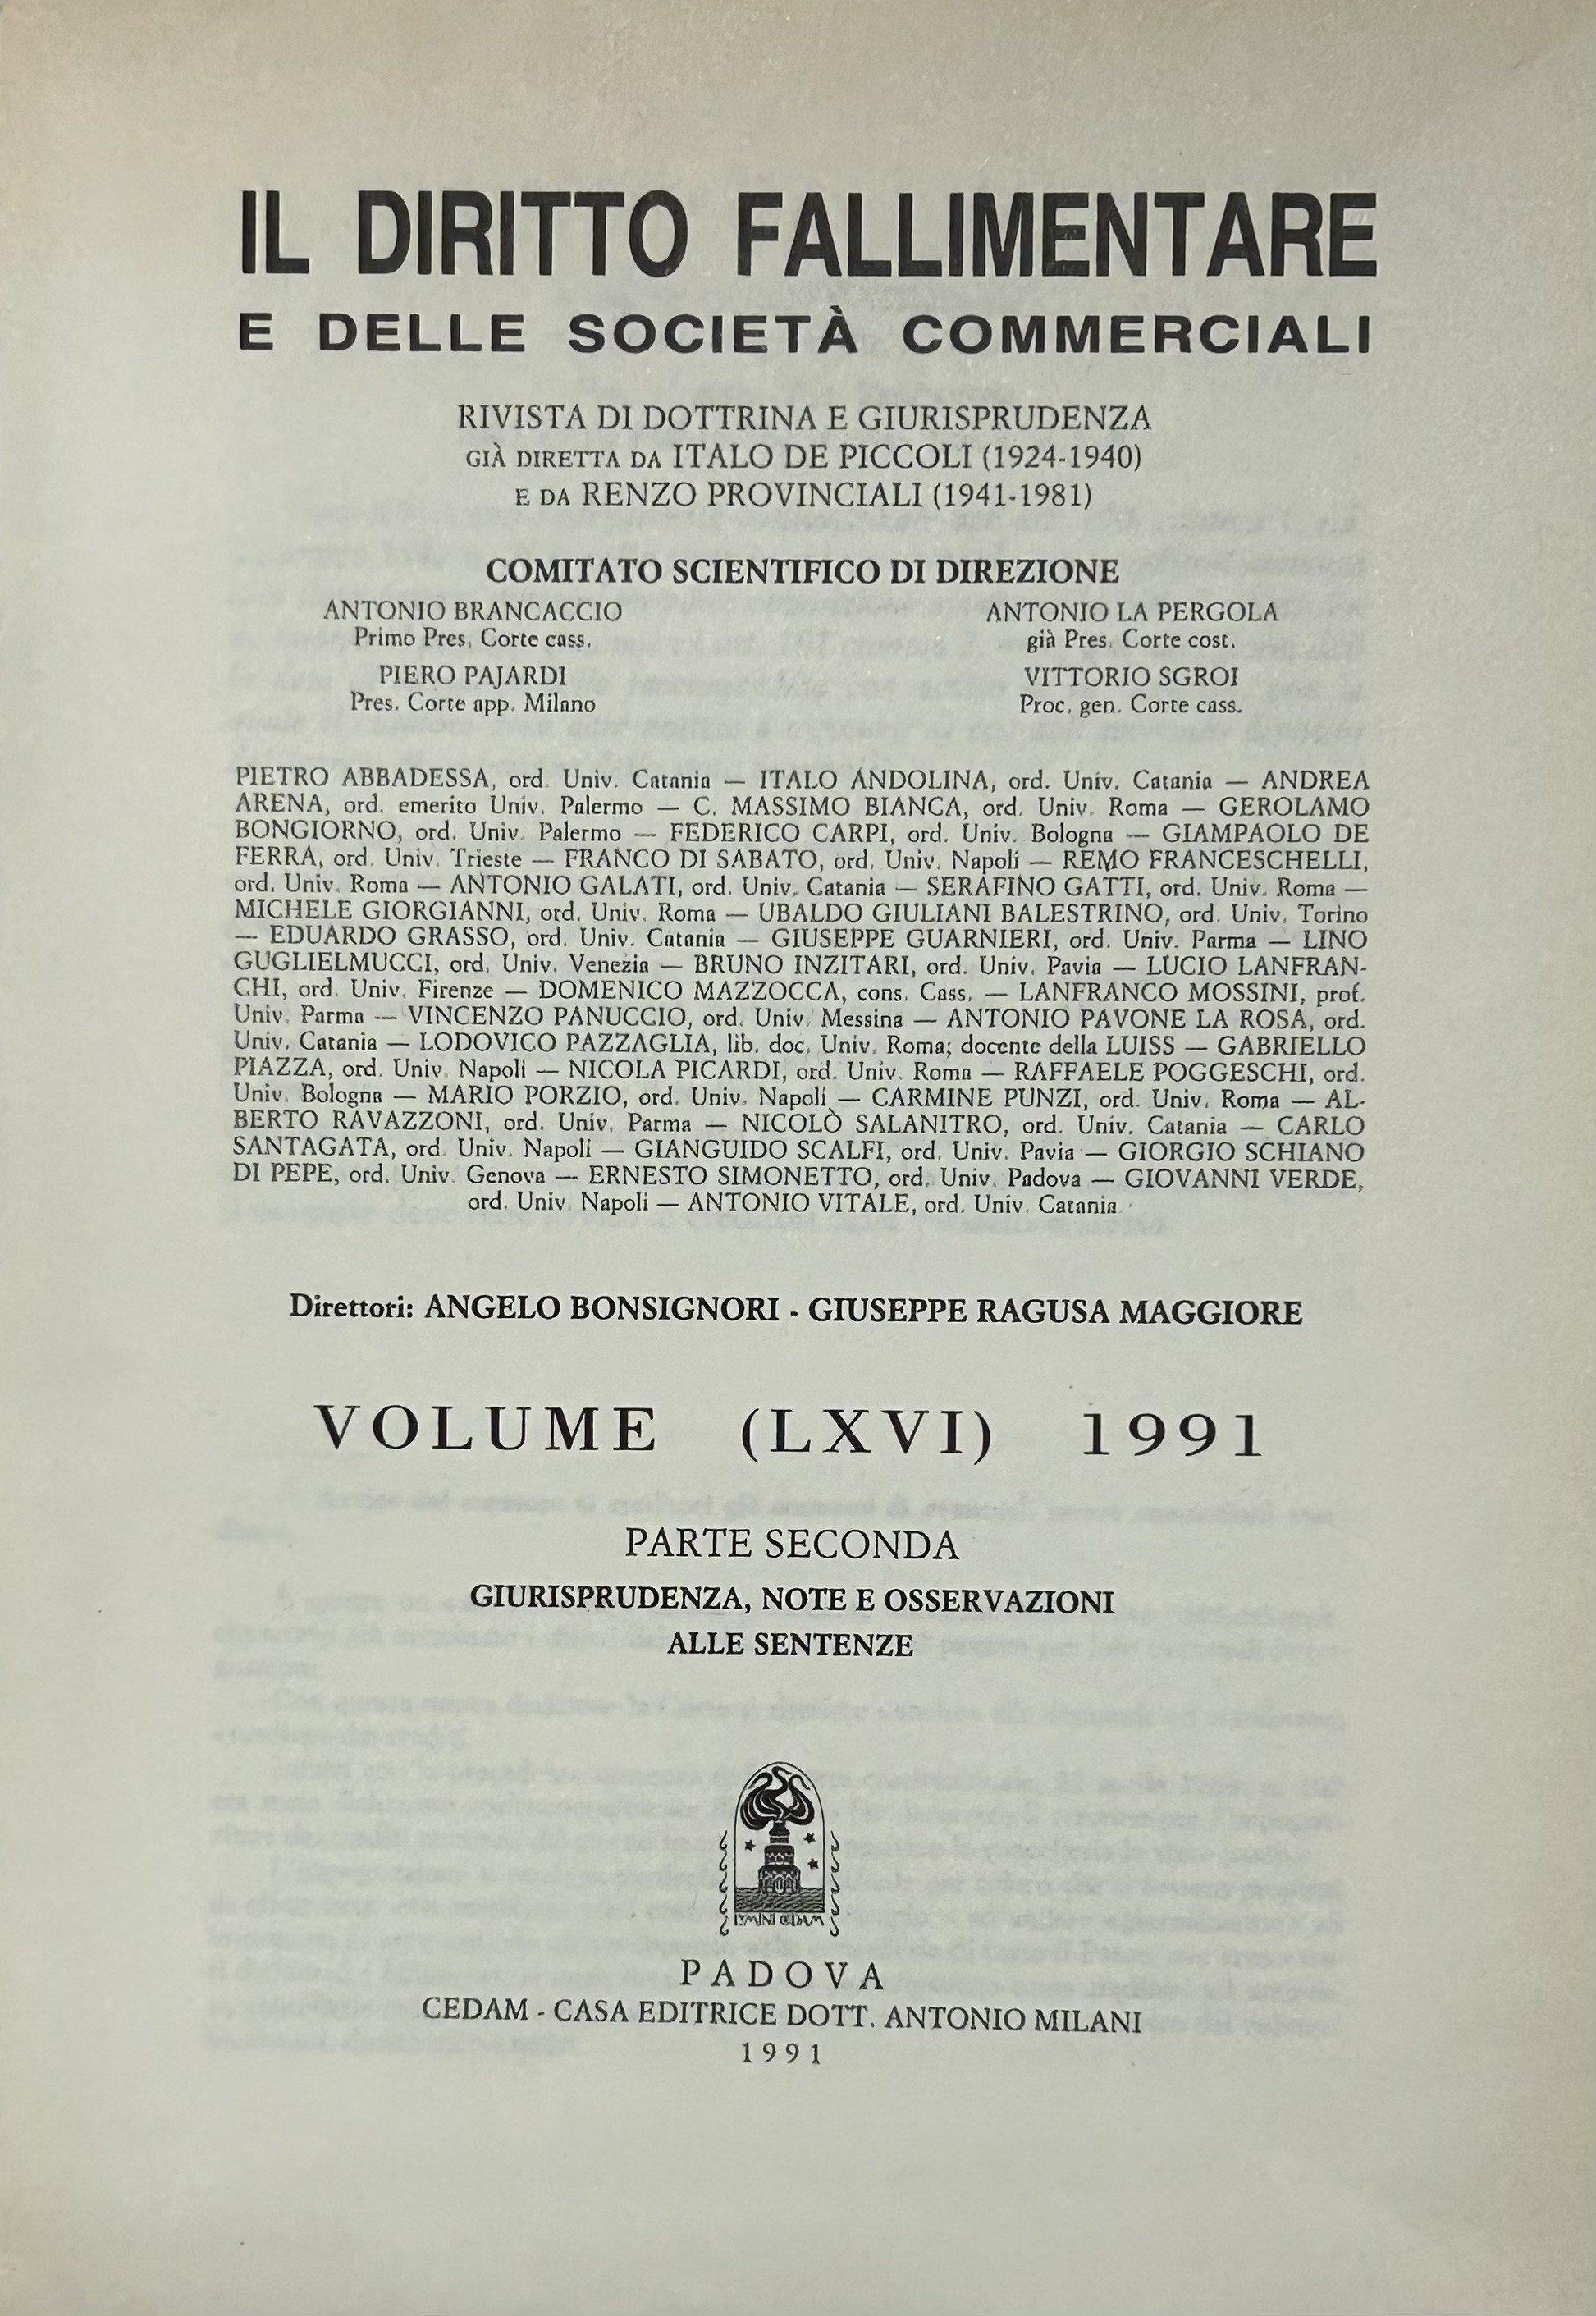 IL DIRITTO FALLIMENTARE
E DELLE SOCIETÀ COMMERCIALI
RIVISTA DI DOTTRINA E GIURISPRUDENZA
GIÀ DIRETTA DA ITALO DE PICCOLI (1924-1940)
E DA RENZO PROVINCIALI (1941-1981)
COMITATO SCIENTIFICO DI DIREZIONE
ANTONIO BRANCACCIO ANTONIO LA PERGOLA
Primo Pres. Corte cass. già Pres. Corte cost.
PIERO PAJARDI VITTORIO SGROI
Pres. Corte app. Milano Proc. gen. Corte cass.
PIETRO ABBADESSA, ord. Univ. Catania — ITALO ANDOLINA, ord. Univ. Catania — ANDREA
ARENA, ord. emerito Univ. Palermo — C. MASSIMO BIANCA, ord. Univ. Roma — GEROLAMO
BONGIORNO, ord. Univ. Palermo — FEDERICO CARPI, ord. Univ. Bologna — GIAMPAOLO DE
FERRA, ord. Univ. Trieste — FRANCO DI SABATO, ord. Univ. Napoli — REMO FRANCESCHELLI,
ord. Univ. Roma — ANTONIO GALATI, ord. Univ. Catania — SERAFINO GATTI, ord. Univ. Roma —
MICHELE GIORGIANNI, ord. Univ. Roma — UBALDO GIULIANI BALESTRINO, ord. Univ. Torino
— EDUARDO GRASSO, ord. Univ. Catania — GIUSEPPE GUARNIERI, ord. Univ. Parma — LINO
GUGLIELMUCCI, ord. Univ. Venezia — BRUNO INZITARI, ord. Univ. Pavia — LUCIO LANFRAN-
CHI, ord. Univ. Firenze — DOMENICO MAZZOCCA, cons. Cass. — LANFRANCO MOSSINI, prof.
Univ. Parma — VINCENZO PANUCCIO, ord. Univ. Messina — ANTONIO PAVONE LA ROSA, ord.
Univ. Catania — LODOVICO PAZZAGLIA, lib. doc. Univ. Roma; docente della LUISS — GABRIELLO
PIAZZA, ord. Univ. Napoli — NICOLA PICARDI, ord. Univ. Roma — RAFFAELE POGGESCHI, ord.
Univ. Bologna — MARIO PORZIO, ord. Univ. Napoli — CARMINE PUNZI, ord. Univ. Roma — AL-
BERTO RAVAZZONI, ord. Univ. Parma — NICOLÒ SALANITRO, ord. Univ. Catania — CARLO
SANTAGATA, ord. Univ. Napoli — GIANGUIDO SCALFI, ord. Univ. Pavia — GIORGIO SCHIANO
DI PEPE, ord. Univ. Genova — ERNESTO SIMONETTO, ord. Univ. Padova — GIOVANNI VERDE,
ord. Univ. Napoli — ANTONIO VITALE, ord. Univ. Catania
Direttori: ANGELO BONSIGNORI - GIUSEPPE RAGUSA MAGGIORE
VOLUME (LXVI) 1991
PARTE SECONDA
GIURISPRUDENZA, NOTE E OSSERVAZIONI
ALLE SENTENZE
PADOVA
CEDAM - CASA EDITRICE DOTT. ANTONIO MILANI
1991